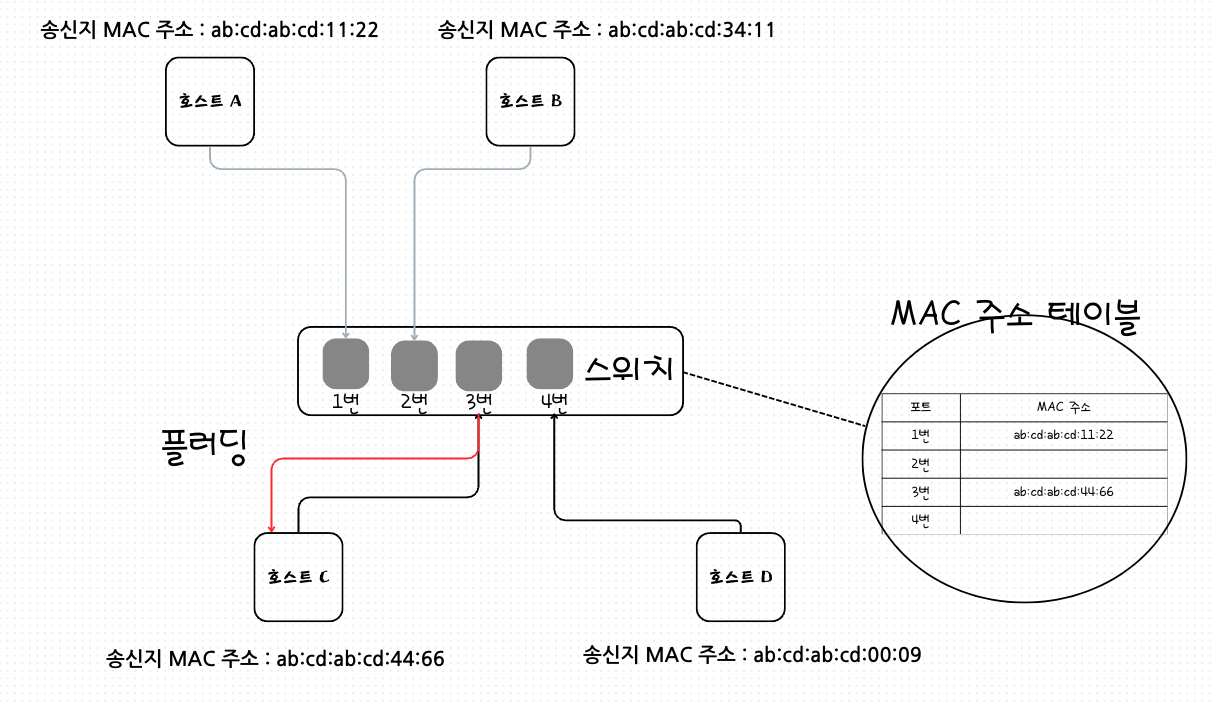 송신지 MAC 주소 : ab:cd:ab:cd:11:22
송신지 MAC 주소 : ab:cd:ab:cd:34:11
호스트 A
호스트 B
MAC 주소 테이블
스위치
1번
2번
3번
4번
포트 MAC 주소
1번 ab:cd:ab:cd:11:22
2번
3번 ab:cd:ab:cd:44:66
4번
플러딩
호스트 C
호스트 D
송신지 MAC 주소 : ab:cd:ab:cd:44:66
송신지 MAC 주소 : ab:cd:ab:cd:00:09